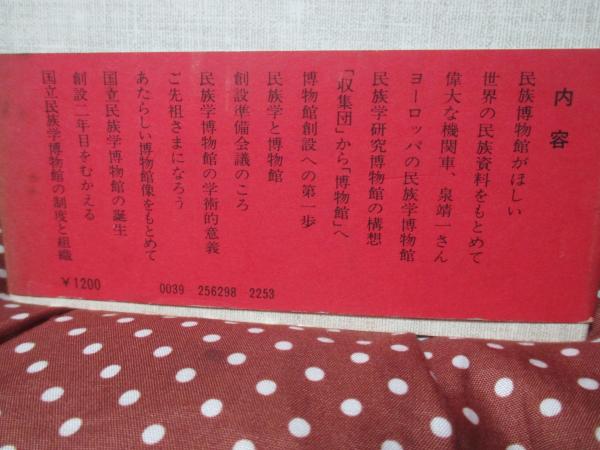 内容
民族博物館がほしい
世界の民族資料をもとめて
偉大な機関車、泉靖一さん
ヨーロッパの民族学博物館
民族学研究博物館の構想
「収集団」から「博物館」へ
博物館創設への第一歩
民族学と博物館
創設準備会議のころ
民族学博物館の学術的意義
ご先祖さまになろう
あたらしい博物館像をもとめて
国立民族学博物館の誕生
創設二年目をむかえる
国立民族学博物館の制度と組織
¥1200
0039 256298 2253